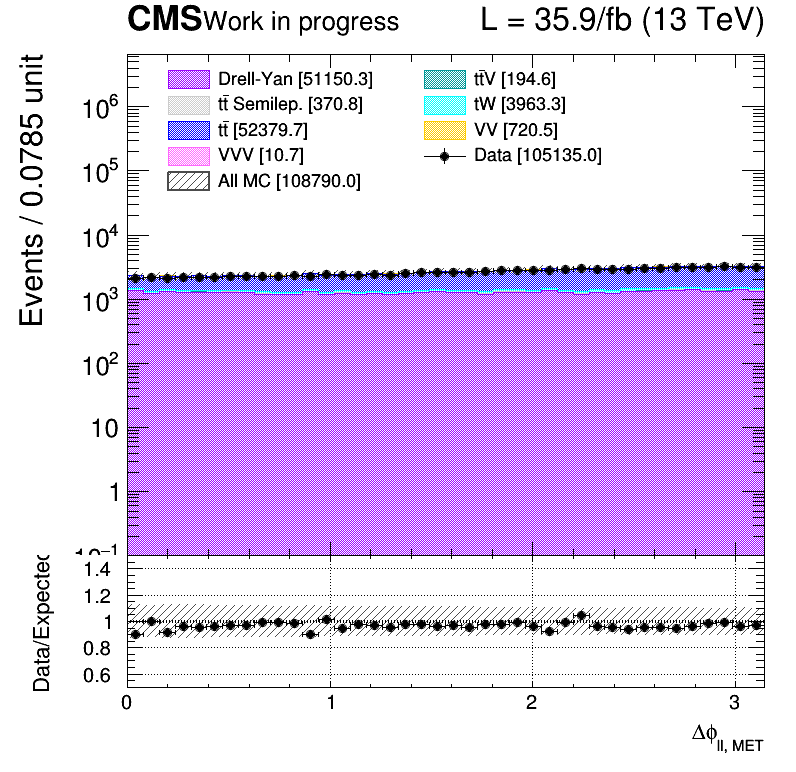 CMS Work in progress L = 35.9/fb (13 TeV)
Drell-Yan [51150.3]
tt̄ Semilep. [370.8]
tt̄ [52379.7]
VVV [10.7]
All MC [108790.0]
tt̄V [194.6]
tW [3963.3]
VV [720.5]
Data [105135.0]
Events / 0.0785 unit
10⁶
10⁵
10⁴
10³
10²
10
1
10⁻¹
Data/Expected
1.4
1.2
1
0.8
0.6
0 1 2 3
Δϕ_ll, MET